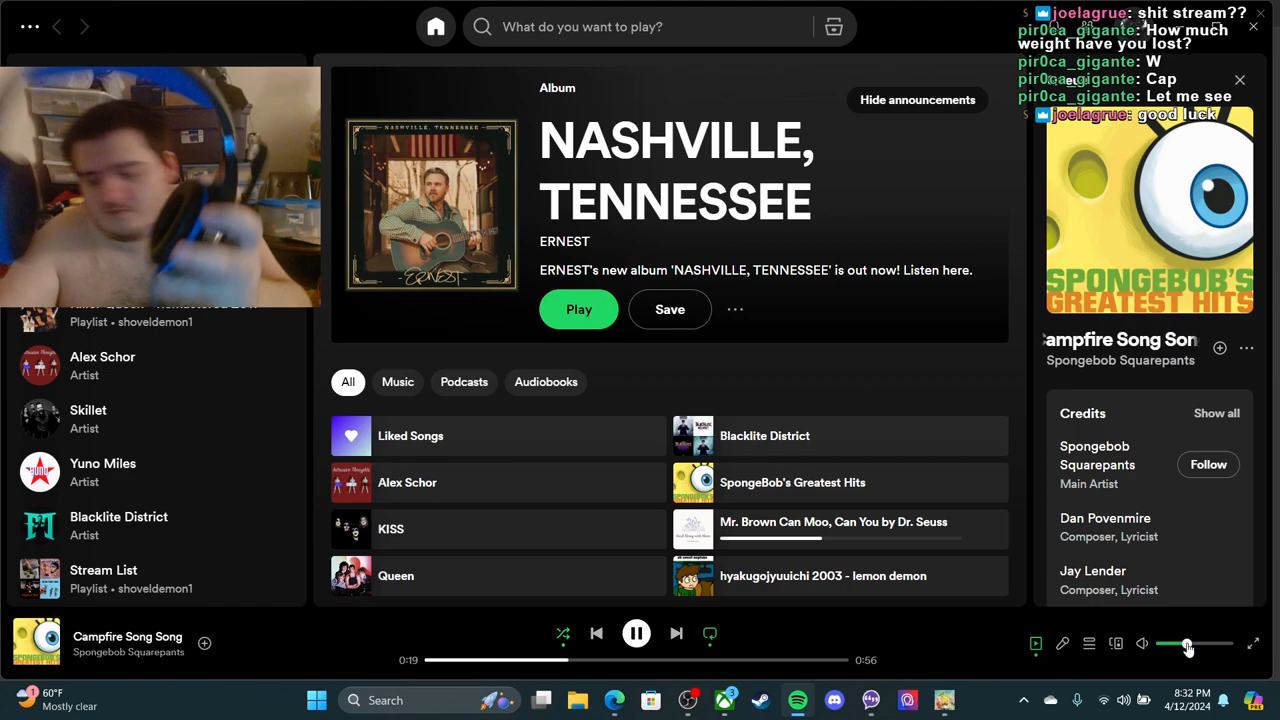 What do you want to play?
joelagrue: shit stream??
pir0ca_gigante: How much
weight have you lost?
pir0ca_gigante: W
pir0ca_gigante: Cap
pir0ca_gigante: Let me see
joelagrue: good luck
Album
Hide announcements
NASHVILLE, TENNESSEE
ERNEST
NASHVILLE,
TENNESSEE
ERNEST
ERNEST's new album 'NASHVILLE, TENNESSEE' is out now! Listen here.
Play
Save
Playlist • shoveldemon1
Alex Schor
Artist
Skillet
Artist
Yuno Miles
Artist
Blacklite District
Artist
Stream List
Playlist • shoveldemon1
All
Music
Podcasts
Audiobooks
Liked Songs
Blacklite District
Alex Schor
SpongeBob's Greatest Hits
KISS
Mr. Brown Can Moo, Can You by Dr. Seuss
Queen
hyakugojyuuichi 2003 - lemon demon
SPONGEBOB'S
GREATEST HITS
ampfire Song Son
Spongebob Squarepants
Credits
Show all
Spongebob
Squarepants
Main Artist
Follow
Dan Povenmire
Composer, Lyricist
Jay Lender
Composer, Lyricist
Campfire Song Song
Spongebob Squarepants
0:19
0:56
1
60°F
Mostly clear
Search
3
8:32 PM
4/12/2024
PRE